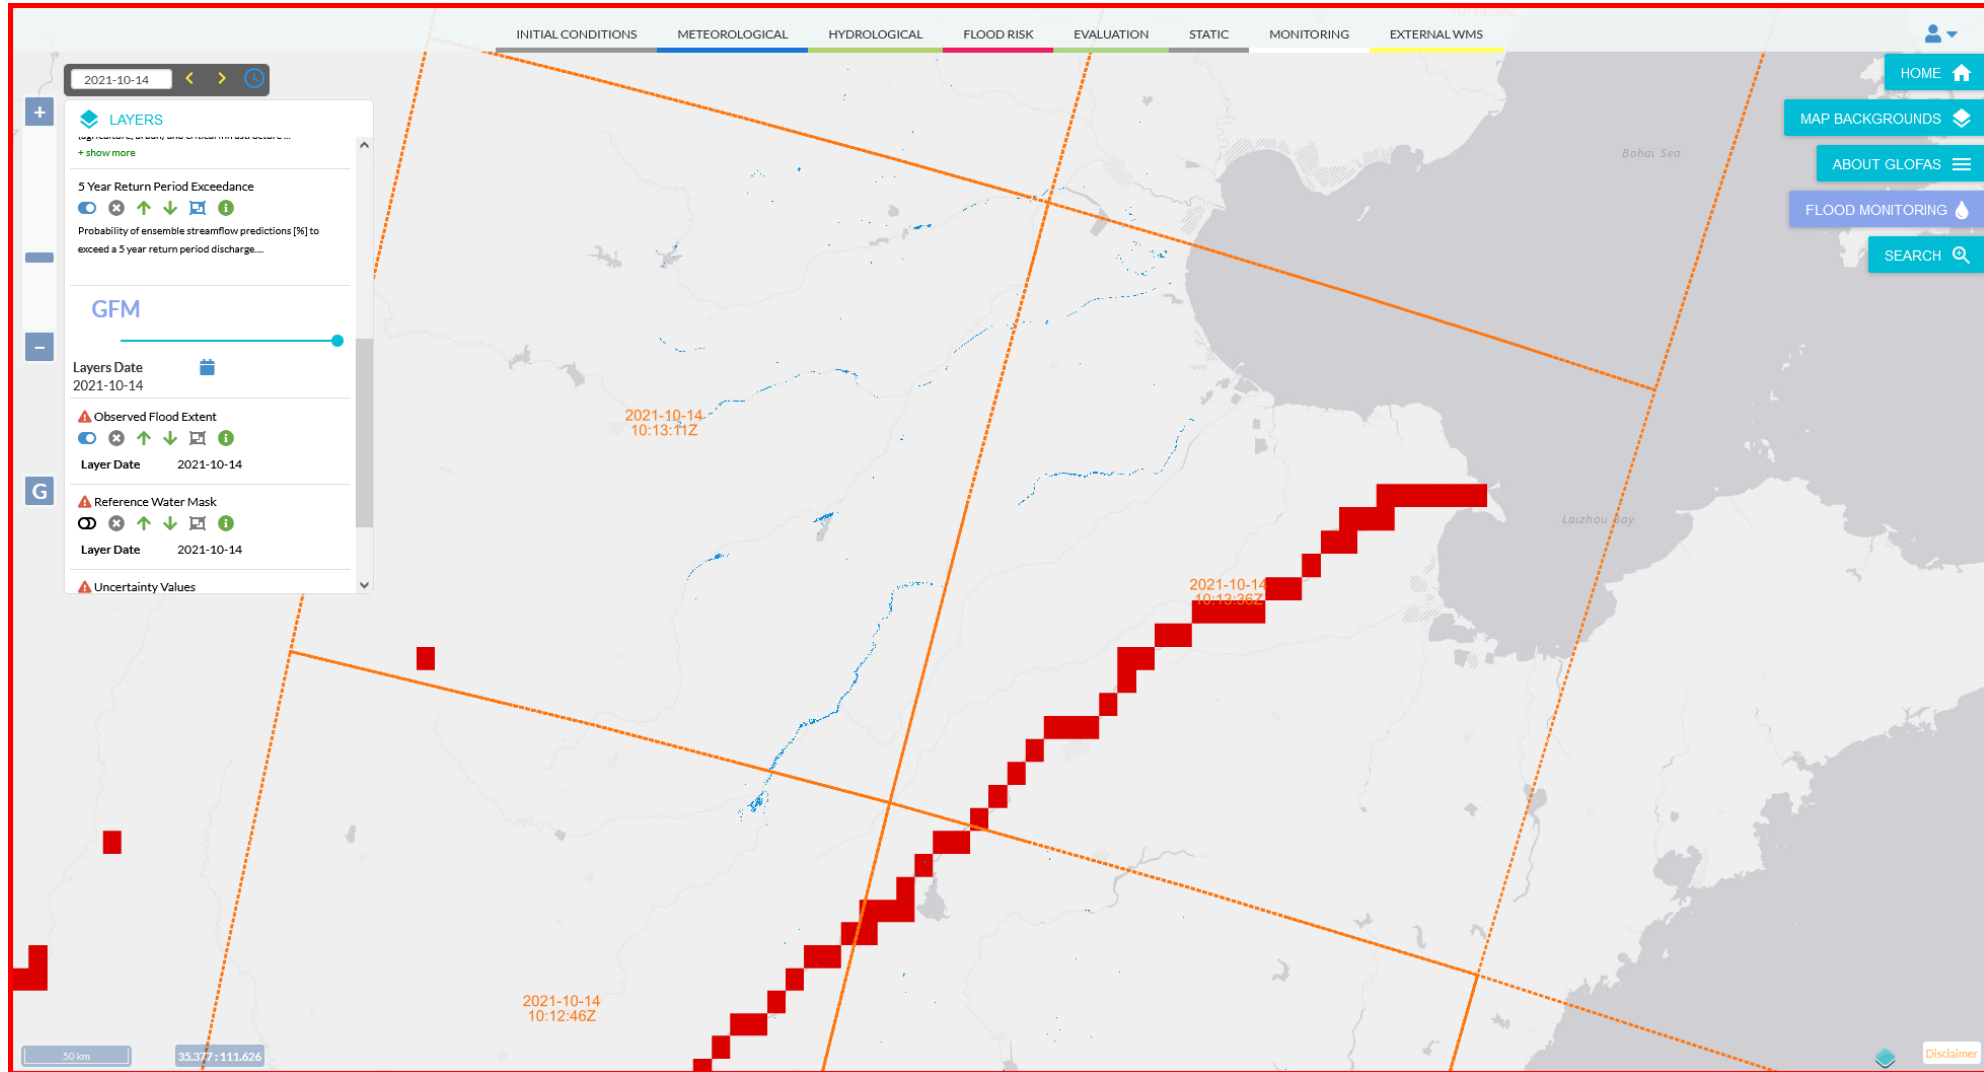 INITIAL CONDITIONS
METEOROLOGICAL
HYDROLOGICAL
FLOOD RISK
EVALUATION
STATIC
MONITORING
EXTERNAL WMS
2021-10-14
HOME
MAP BACKGROUNDS
ABOUT GLOFAS
FLOOD MONITORING
SEARCH
+
−
G
LAYERS
(agriculture, urban) and critical infrastructure ...
+ show more
5 Year Return Period Exceedance
Probability of ensemble streamflow predictions [%] to
exceed a 5 year return period discharge....
GFM
Layers Date
2021-10-14
Observed Flood Extent
Layer Date 2021-10-14
Reference Water Mask
Layer Date 2021-10-14
Uncertainty Values
Bohai Sea
2021-10-14
10:13:11Z
Laizhou Bay
2021-10-14
10:13:36Z
2021-10-14
10:12:46Z
50 km
35.377 : 111.626
Disclaimer